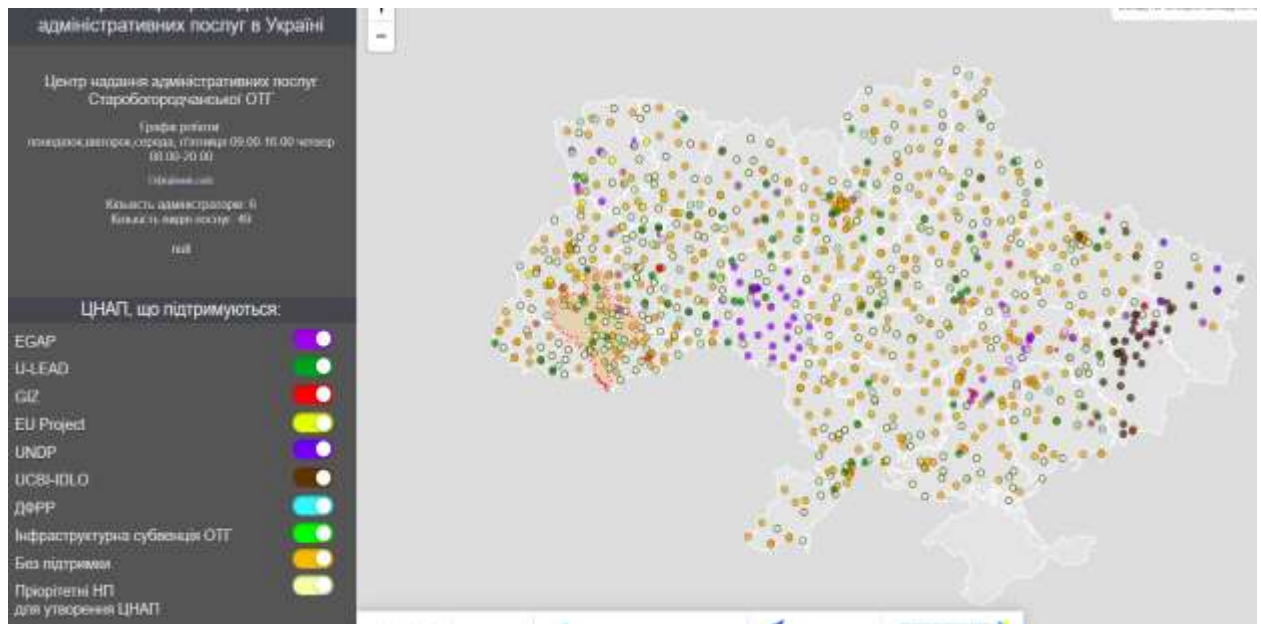 адміністративних послуг в Україні
Центр надання адміністративних послуг
Старобогородчанської ОТГ
Графік роботи
понеділок,вівторок,середа, п'ятниця 09.00-16.00 четвер
08.00-20.00
Кількість адміністраторів: 6
Кількість видів послуг: 49
null
ЦНАП, що підтримуються:
EGAP
U-LEAD
GIZ
EU Project
UNDP
UCBI-IDLO
ДФРР
Інфраструктурна субвенція ОТГ
Без підтримки
Пріорітетні НП
для утворення ЦНАП